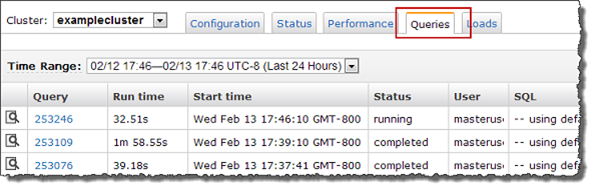 Cluster: examplecluster Configuration Status Performance Queries Loads
Time Range: 02/12 17:46—02/13 17:46 UTC-8 (Last 24 Hours)
Query Run time Start time Status User SQL
253246 32.51s Wed Feb 13 17:46:10 GMT-800 running masteruse -- using defa
253109 1m 58.55s Wed Feb 13 17:39:10 GMT-800 completed masteruse -- using def
253076 39.18s Wed Feb 13 17:37:41 GMT-800 completed masteruse -- using defa